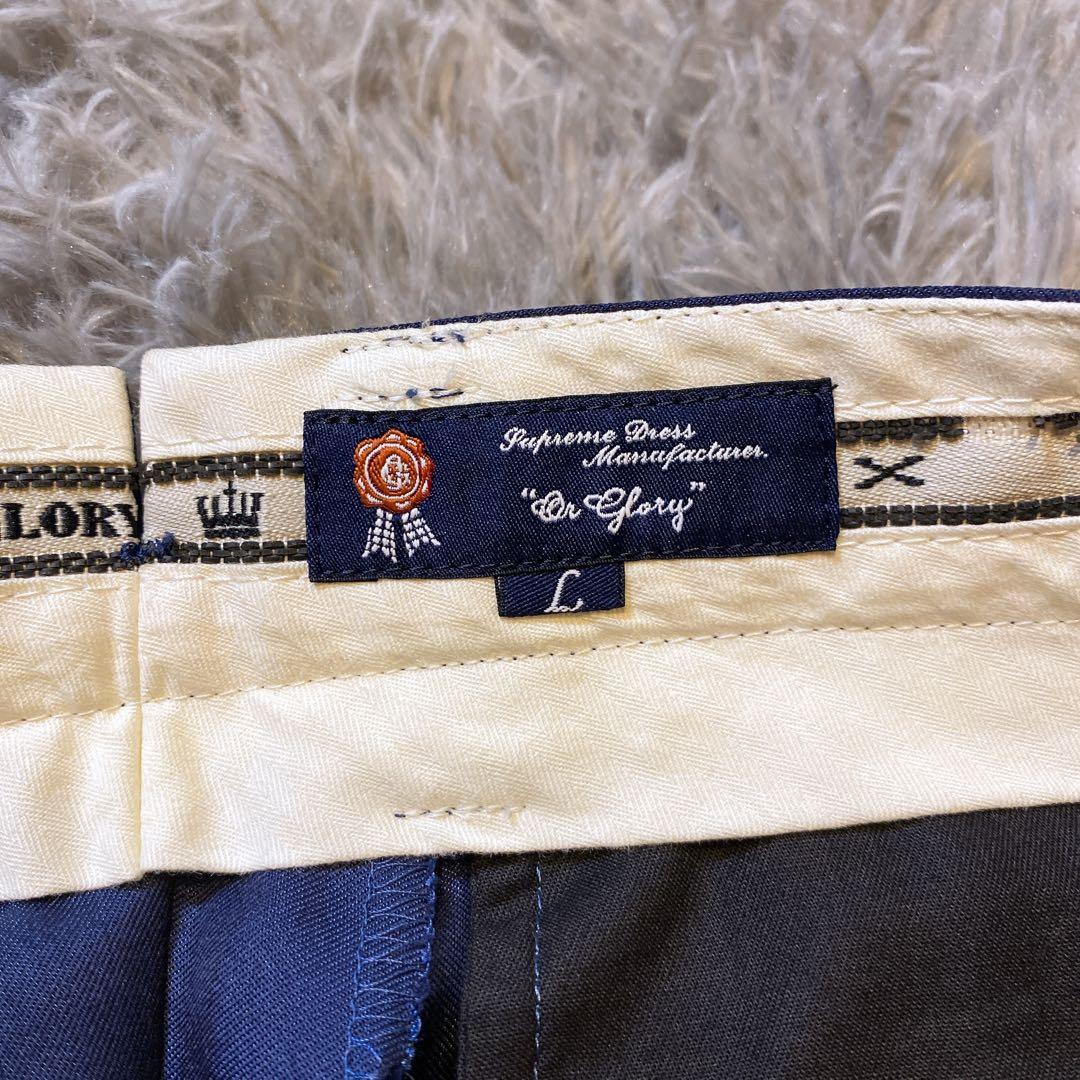 Supreme Dress
Manufacturer.
"Or Glory"
LORY
L